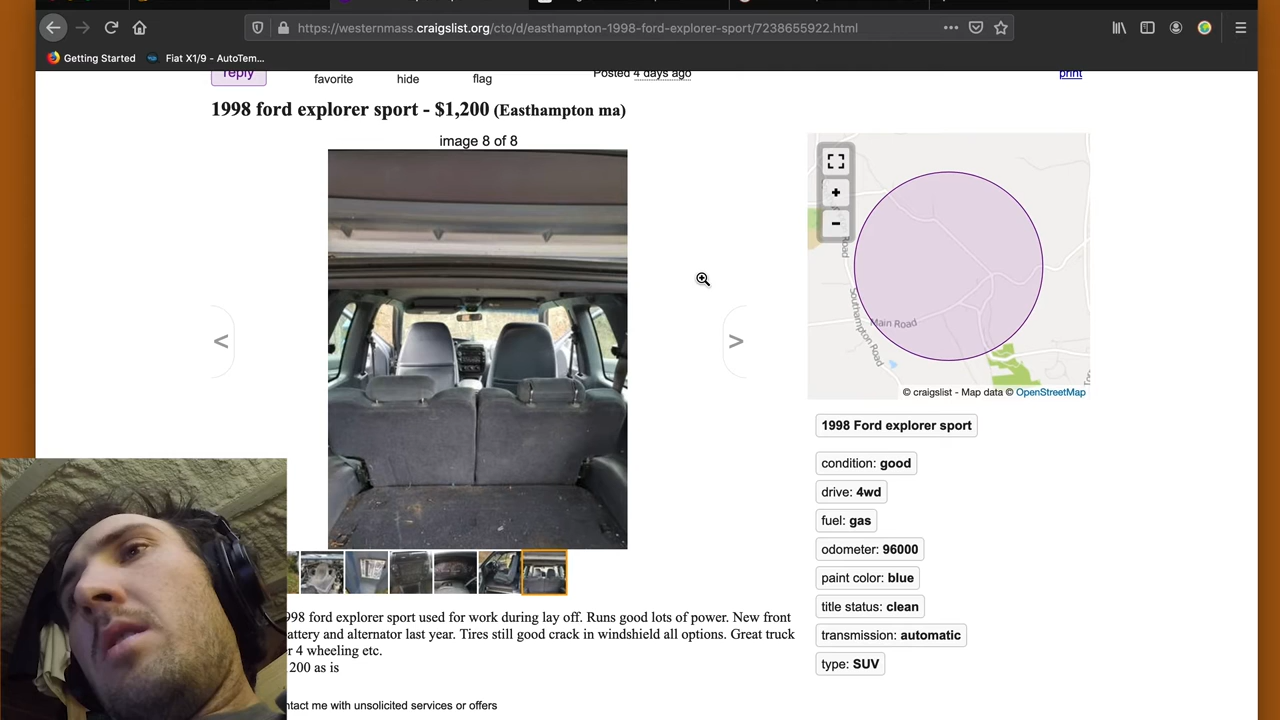 https://westernmass.craigslist.org/cto/d/easthampton-1998-ford-explorer-sport/7238655922.html
Getting Started
Fiat X1/9 - AutoTem...
reply
favorite
hide
flag
Posted 4 days ago
print
1998 ford explorer sport - $1,200 (Easthampton ma)
image 8 of 8
<
>
+
-
Road
Main Road
Southampton Road
© craigslist - Map data © OpenStreetMap
1998 Ford explorer sport
condition: good
drive: 4wd
fuel: gas
odometer: 96000
paint color: blue
title status: clean
transmission: automatic
type: SUV
998 ford explorer sport used for work during lay off. Runs good lots of power. New front
attery and alternator last year. Tires still good crack in windshield all options. Great truck
r 4 wheeling etc.
200 as is
ntact me with unsolicited services or offers